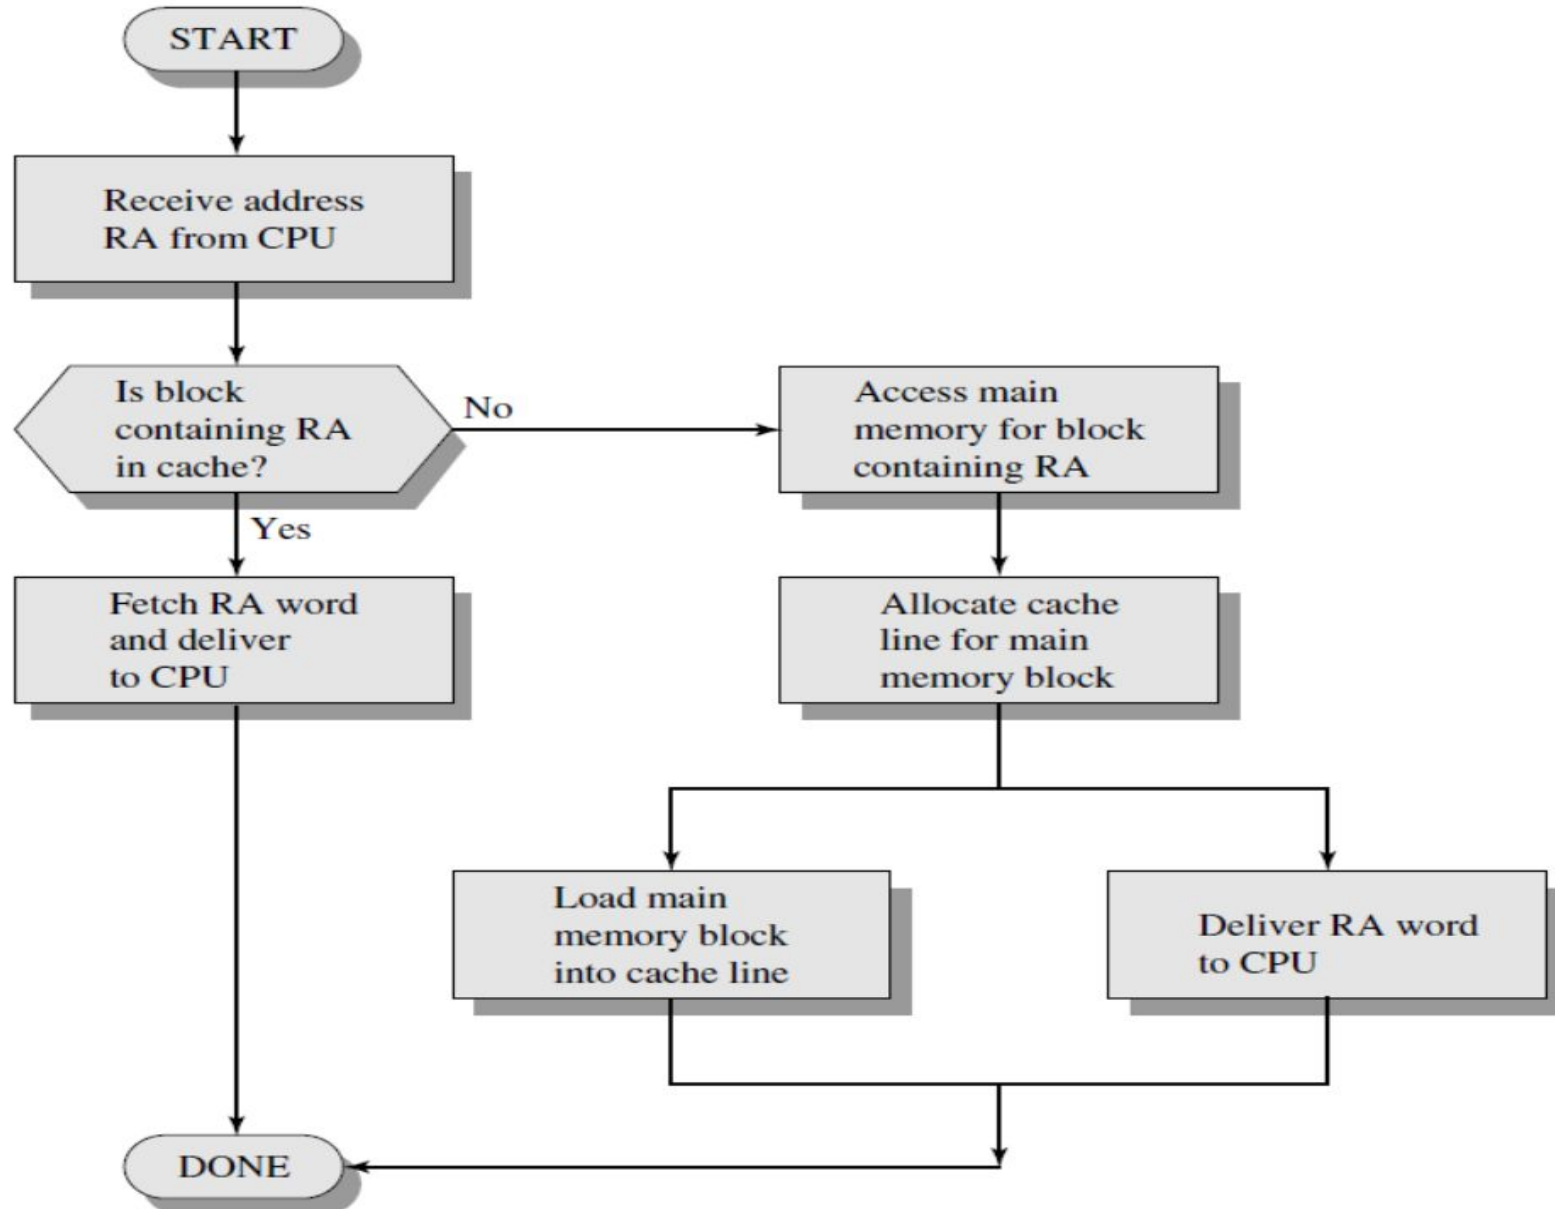 START
Receive address
RA from CPU
Is block
containing RA
in cache?
No
Access main
memory for block
containing RA
Yes
Fetch RA word
and deliver
to CPU
Allocate cache
line for main
memory block
Load main
memory block
into cache line
Deliver RA word
to CPU
DONE